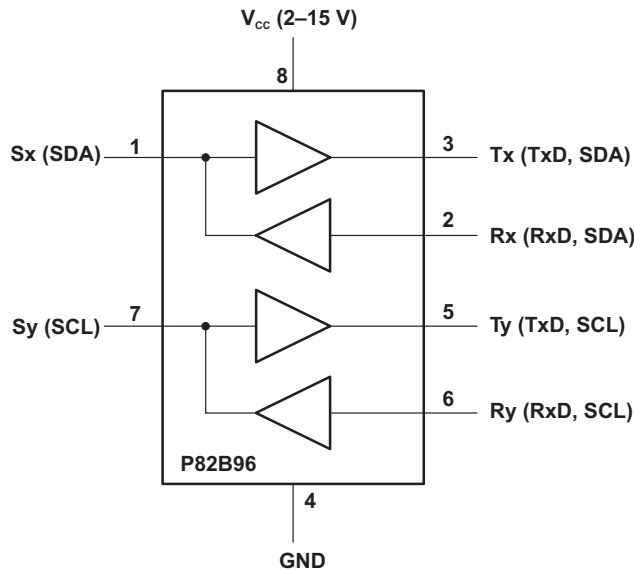 Vcc (2–15 V)
8
Sx (SDA)
1
3
Tx (TxD, SDA)
2
Rx (RxD, SDA)
Sy (SCL)
7
5
Ty (TxD, SCL)
6
Ry (RxD, SCL)
P82B96
4
GND